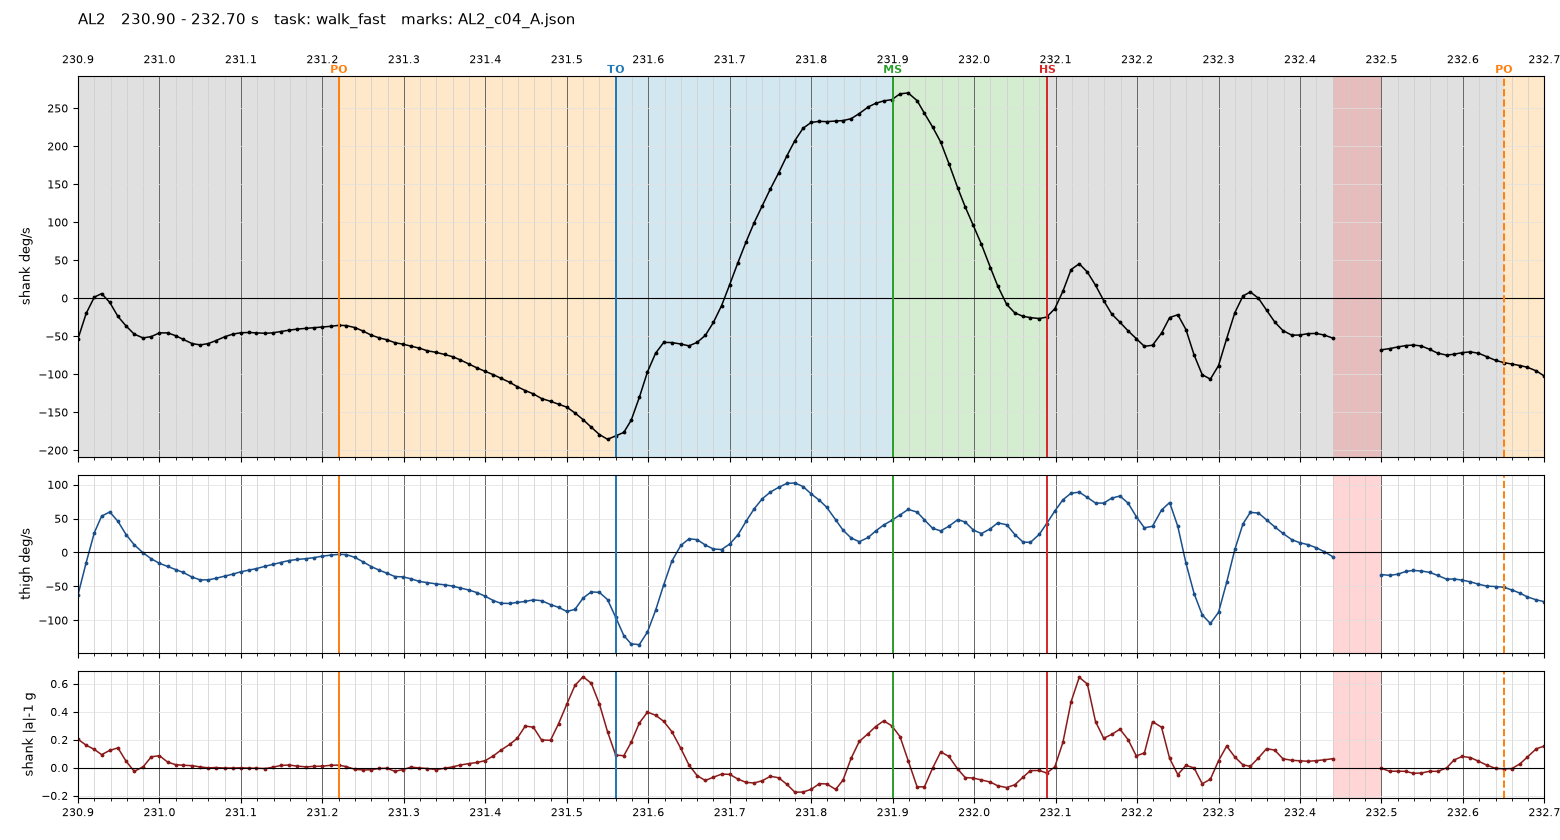 AL2   230.90 - 232.70 s   task: walk_fast   marks: AL2_c04_A.json
230.9 231.0 231.1 231.2 231.3 231.4 231.5 231.6 231.7 231.8 231.9 232.0 232.1 232.2 232.3 232.4 232.5 232.6 232.7
PO TO MS HS PO
shank deg/s
250
200
150
100
50
0
−50
−100
−150
−200
thigh deg/s
100
50
0
−50
−100
shank |a|-1 g
0.6
0.4
0.2
0.0
−0.2
230.9 231.0 231.1 231.2 231.3 231.4 231.5 231.6 231.7 231.8 231.9 232.0 232.1 232.2 232.3 232.4 232.5 232.6 232.7